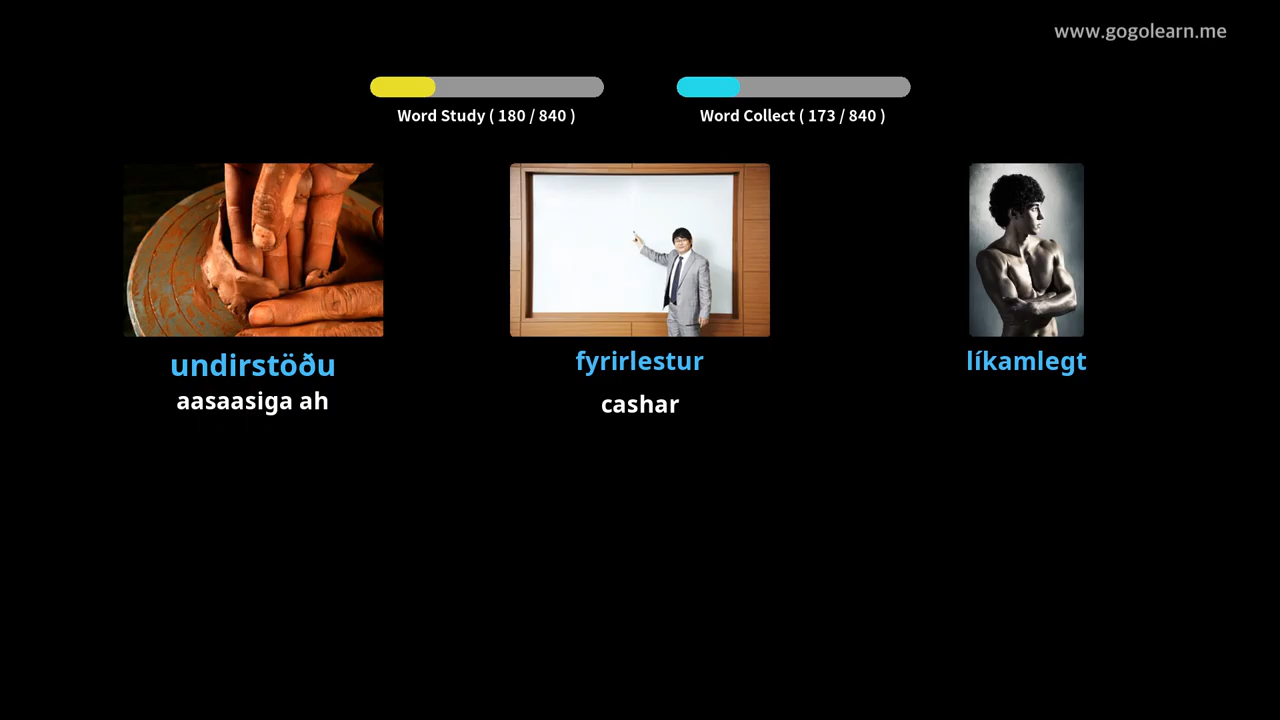 www.gogolearn.me
Word Study ( 180 / 840 )
Word Collect ( 173 / 840 )
undirstöðu
aasaasiga ah
fyrirlestur
cashar
líkamlegt